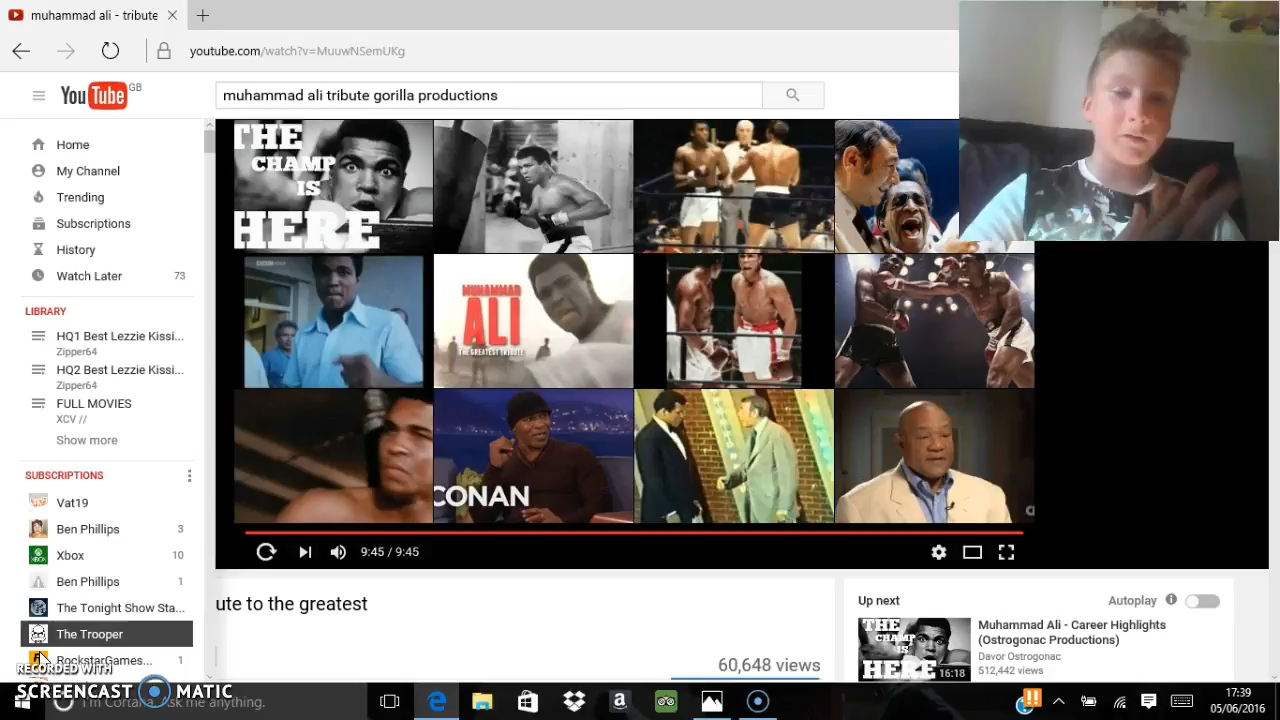 muhammad ali - tribute
youtube.com/watch?v=MuuwNSemUKg
YouTube GB
muhammad ali tribute gorilla productions
Home
My Channel
Trending
Subscriptions
History
Watch Later 73
LIBRARY
HQ1 Best Lezzie Kissi...
Zipper64
HQ2 Best Lezzie Kissi...
Zipper64
FULL MOVIES
XCV //
Show more
SUBSCRIPTIONS
Vat19
Ben Phillips 3
Xbox 10
Ben Phillips 1
The Tonight Show Sta...
The Trooper
RockstarGames... 1
THE
CHAMP
IS
HERE
MUHAMMAD
ALI
THE GREATEST TRIBUTE
CONAN
9:45 / 9:45
ute to the greatest
60,648 views
Up next
Autoplay
THE
CHAMP
IS
HERE
16:18
Muhammad Ali - Career Highlights
(Ostrogonac Productions)
Davor Ostrogonac
512,442 views
RECORDED WITH
SCREENCAST MATIC
I'm Cortana. Ask me anything.
17:39
05/06/2016